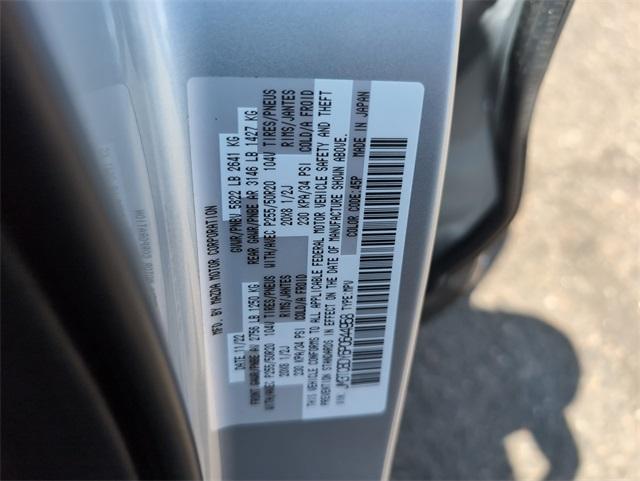 MFD. BY MAZDA MOTOR CORPORATION
DATE: 11/22 GVWR/PNBV 5822 LB 2641 KG
FRONT GAWR/PNBE AV 2756 LB 1250 KG REAR GAWR/PNBE AR 3146 LB 1427 KG
WITH/AVEC P255/50R20 104V TIRES/PNEUS WITH/AVEC P255/50R20 104V TIRES/PNEUS
20X8 1/2J RIMS/JANTES 20X8 1/2J RIMS/JANTES
230 KPA/34 PSI COLD/A FROID 230 KPA/34 PSI COLD/A FROID
THIS VEHICLE CONFORMS TO ALL APPLICABLE FEDERAL MOTOR VEHICLE SAFETY AND THEFT
PREVENTION STANDARDS IN EFFECT ON THE DATE OF MANUFACTURE SHOWN ABOVE.
VIN: JM3TCBDY6P0644958 TYPE:MPV COLOR CODE:45P MADE IN JAPAN